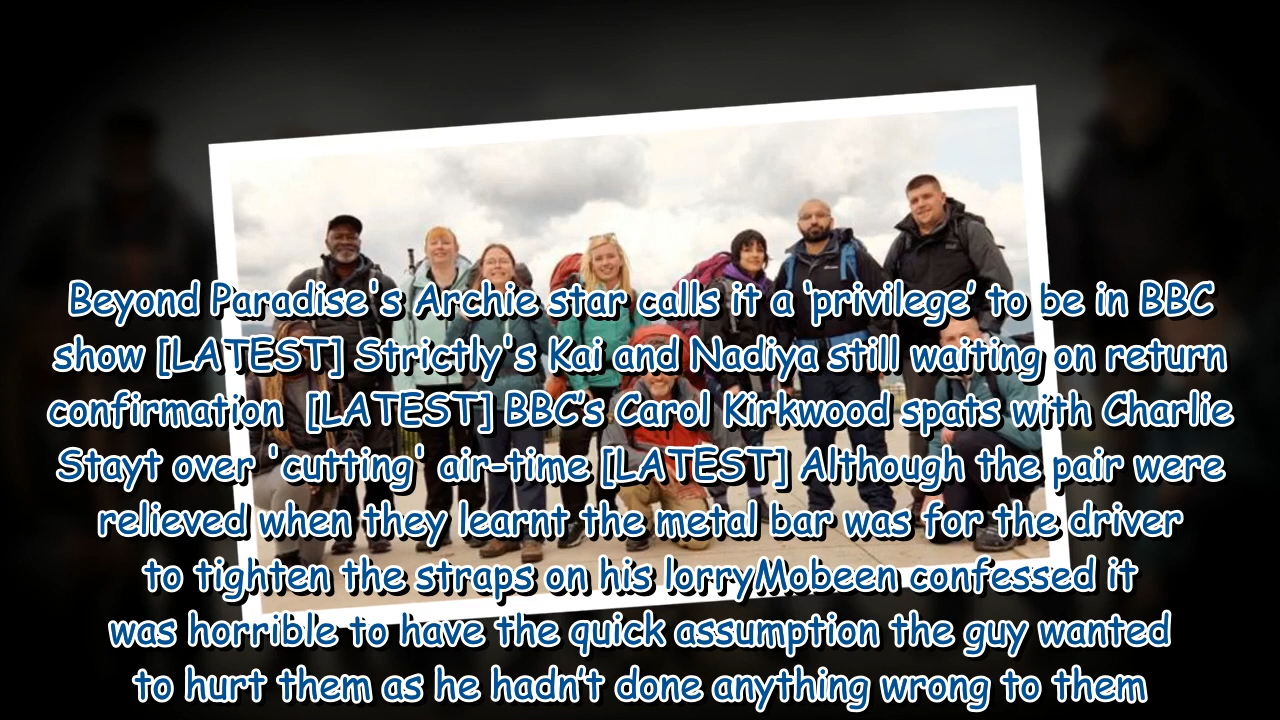 Beyond Paradise's Archie star calls it a ‘privilege’ to be in BBC
show [LATEST] Strictly's Kai and Nadiya still waiting on return
confirmation  [LATEST] BBC’s Carol Kirkwood spats with Charlie
Stayt over 'cutting' air-time [LATEST] Although the pair were
relieved when they learnt the metal bar was for the driver
to tighten the straps on his lorryMobeen confessed it
was horrible to have the quick assumption the guy wanted
to hurt them as he hadn’t done anything wrong to them